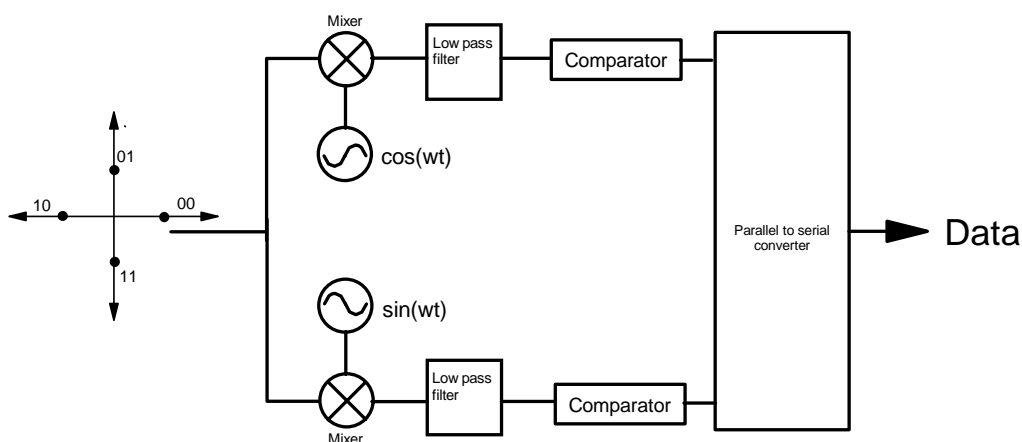 Mixer
Low pass
filter
Comparator
cos(wt)
01
10
00
11
Parallel to serial
converter
Data
sin(wt)
Low pass
filter
Comparator
Mixer